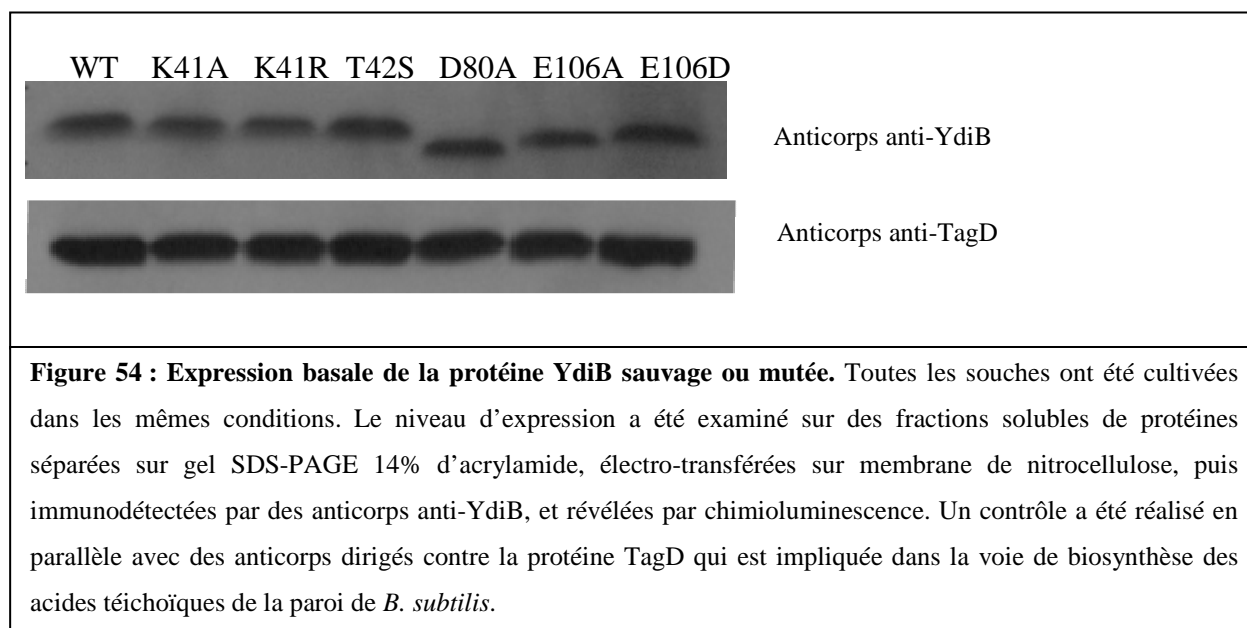 WT K41A K41R T42S D80A E106A E106D
Anticorps anti-YdiB
Anticorps anti-TagD
Figure 54 : Expression basale de la protéine YdiB sauvage ou mutée. Toutes les souches ont été cultivées
dans les mêmes conditions. Le niveau d'expression a été examiné sur des fractions solubles de protéines
séparées sur gel SDS-PAGE 14% d'acrylamide, électro-transférées sur membrane de nitrocellulose, puis
immunodétectées par des anticorps anti-YdiB, et révélées par chimioluminescence. Un contrôle a été réalisé en
parallèle avec des anticorps dirigés contre la protéine TagD qui est impliquée dans la voie de biosynthèse des
acides téichoïques de la paroi de B. subtilis.